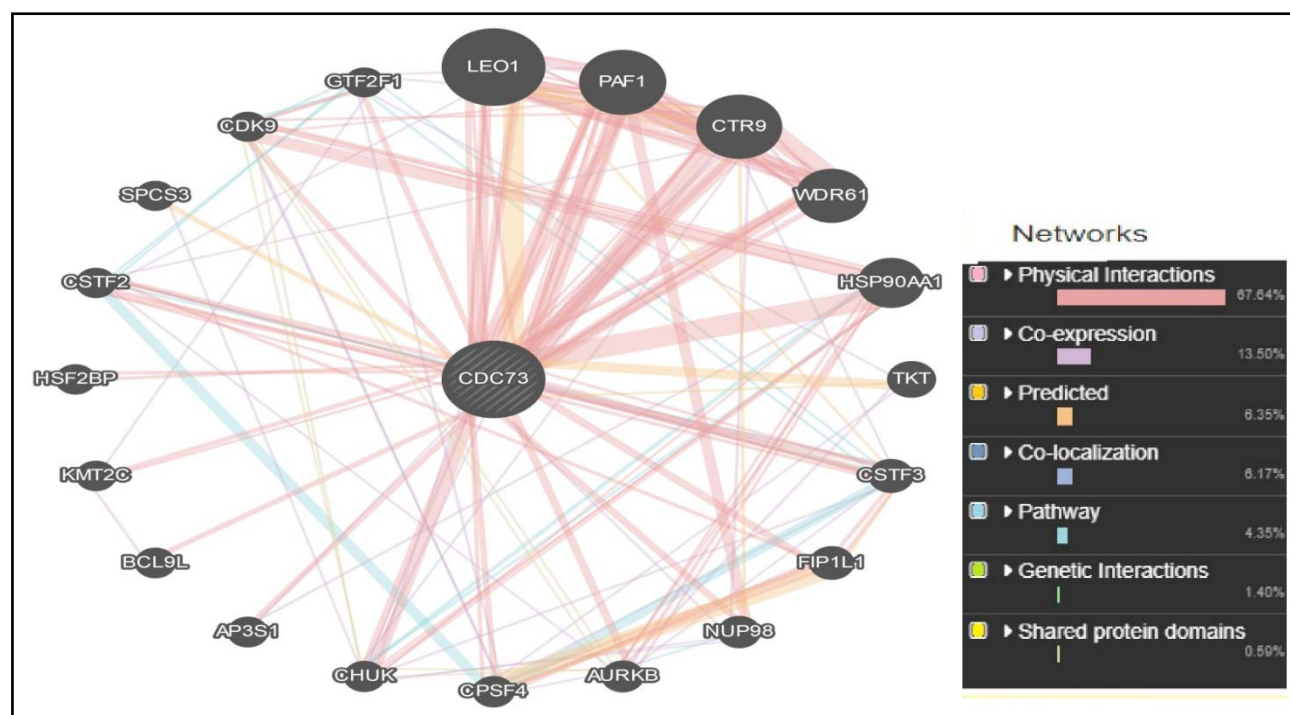 LEO1
PAF1
GTF2F1
CTR9
CDK9
WDR61
SPCS3
CSTF2
HSP90AA1
CDC73
HSF2BP
TKT
KMT2C
CSTF3
BCL9L
FIP1L1
AP3S1
NUP98
CHUK
AURKB
CPSF4
Networks
Physical Interactions
67.64%
Co-expression
13.50%
Predicted
6.35%
Co-localization
6.17%
Pathway
4.35%
Genetic Interactions
1.40%
Shared protein domains
0.59%